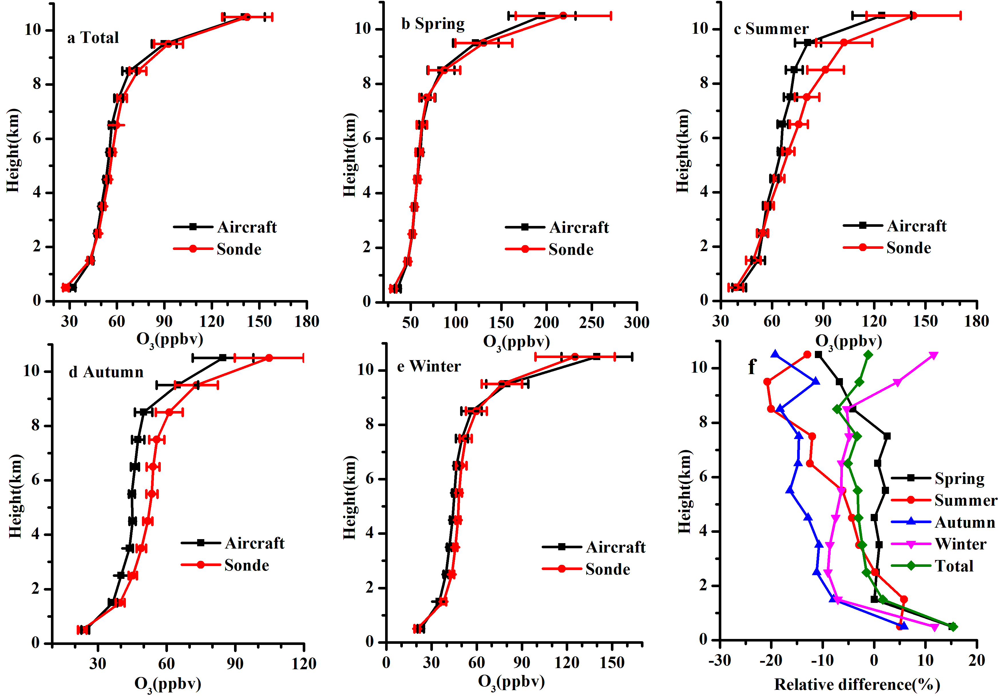 a Total
Height(km)
10
8
6
4
2
0
Aircraft
Sonde
30 60 90 120 150 180
O3(ppbv)
b Spring
Height(km)
10
8
6
4
2
0
Aircraft
Sonde
50 100 150 200 250 300
O3(ppbv)
c Summer
Height(km)
10
8
6
4
2
0
Aircraft
Sonde
30 60 90 120 150 180
O3(ppbv)
d Autumn
Height(km)
10
8
6
4
2
0
Aircraft
Sonde
30 60 90 120
O3(ppbv)
e Winter
Height(km)
10
8
6
4
2
0
Aircraft
Sonde
0 30 60 90 120 150
O3(ppbv)
f
Height(km)
10
8
6
4
2
0
Spring
Summer
Autumn
Winter
Total
-30 -20 -10 0 10 20
Relative difference(%)